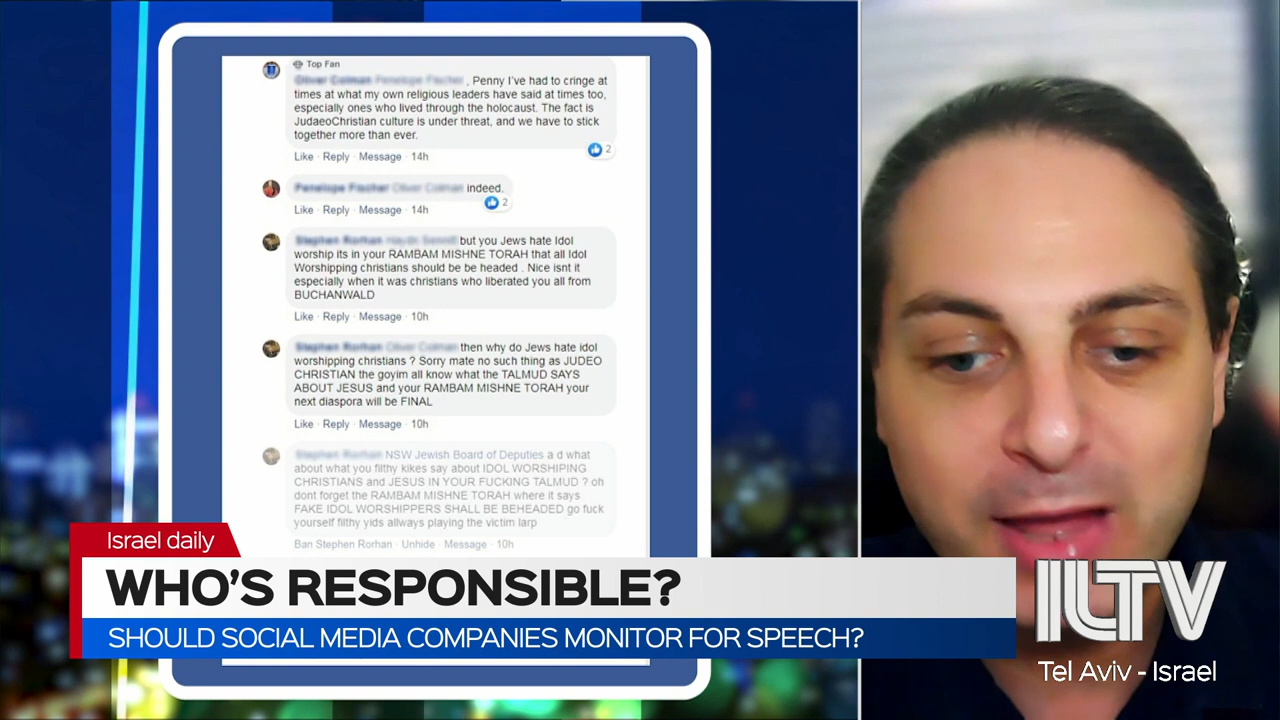 Top Fan
, Penny I've had to cringe at
times at what my own religious leaders have said at times too,
especially ones who lived through the holocaust. The fact is
JudaeoChristian culture is under threat, and we have to stick
together more than ever.
Like · Reply · Message · 14h
2
indeed.
Like · Reply · Message · 14h
2
but you Jews hate Idol
worship its in your RAMBAM MISHNE TORAH that all Idol
Worshipping christians should be be headed . Nice isnt it
especially when it was christians who liberated you all from
BUCHANWALD
Like · Reply · Message · 10h
then why do Jews hate idol
worshipping christians ? Sorry mate no such thing as JUDEO
CHRISTIAN the goyim all know what the TALMUD SAYS
ABOUT JESUS and your RAMBAM MISHNE TORAH your
next diaspora will be FINAL
Like · Reply · Message · 10h
NSW Jewish Board of Deputies a d what
about what you filthy kikes say about IDOL WORSHIPING
CHRISTIANS and JESUS IN YOUR FUCKING TALMUD ? oh
dont forget the RAMBAM MISHNE TORAH where it says
FAKE IDOL WORSHIPPERS SHALL BE BEHEADED go fuck
yourself filthy yids allways playing the victim larp
Ban Stephen Rorhan · Unhide · Message · 10h
Israel daily
WHO'S RESPONSIBLE?
SHOULD SOCIAL MEDIA COMPANIES MONITOR FOR SPEECH?
ILTV
Tel Aviv - Israel